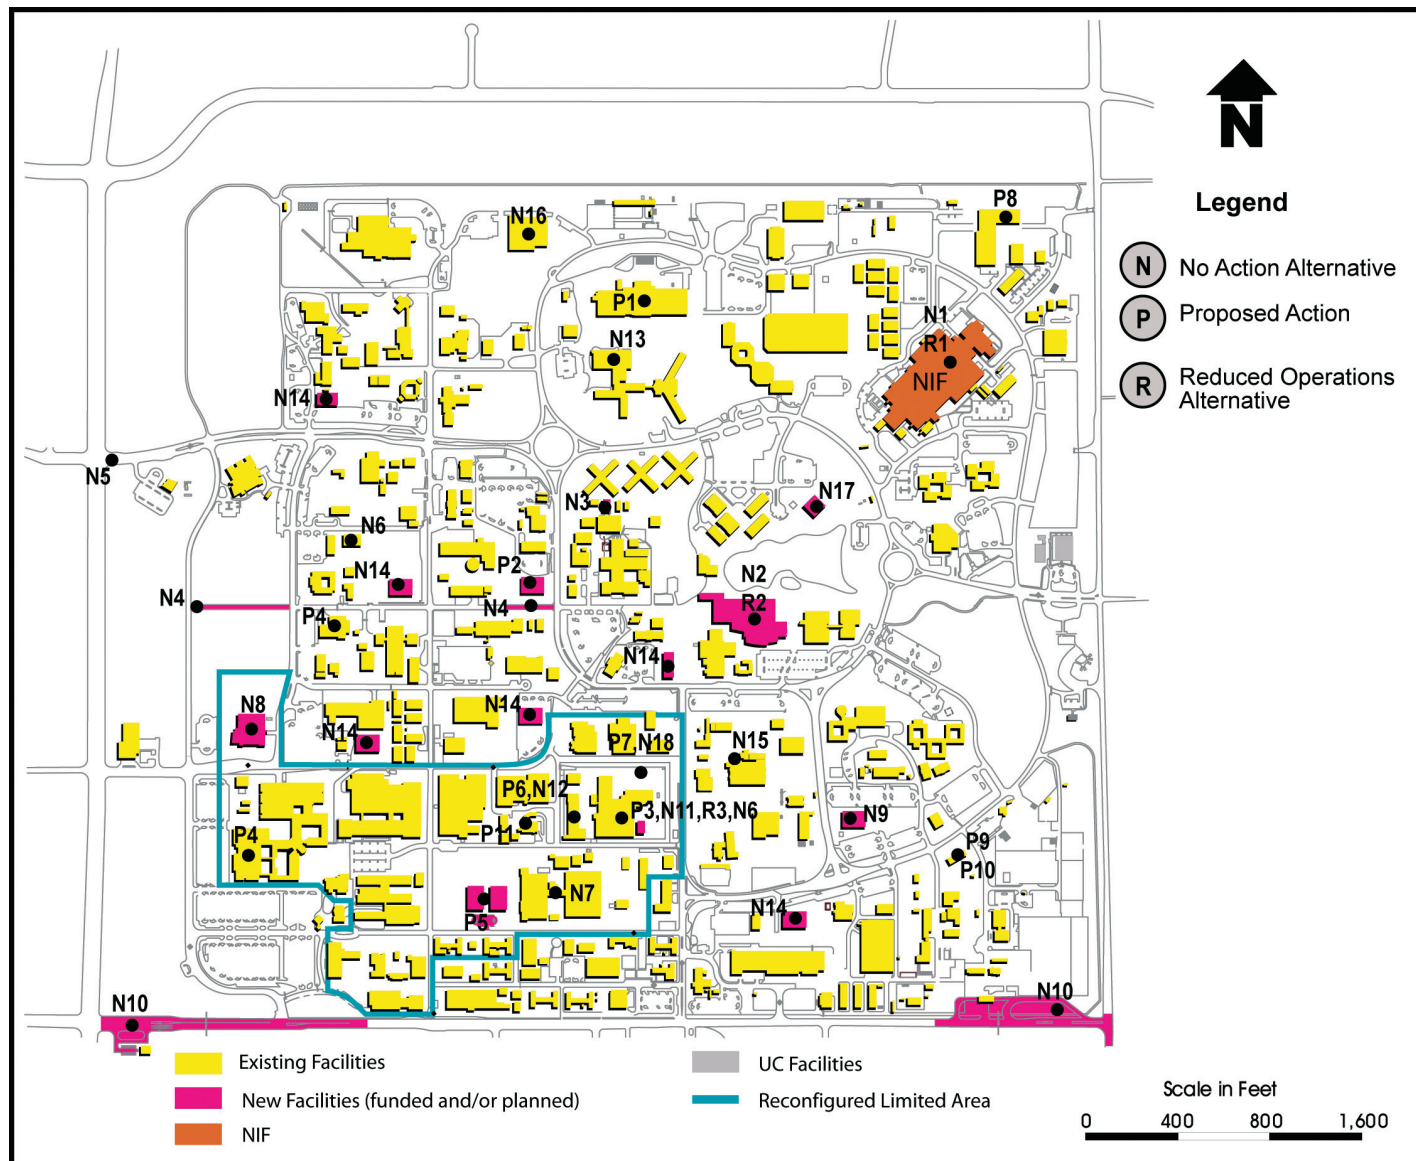 N
Legend
N No Action Alternative
P Proposed Action
R Reduced Operations
Alternative
P8
N16
P1
N1
R1
NIF
N13
N14
N5
N3
N17
N6
N14
P2
N2
N4
N4
R2
P4
N14
N8
N14
N14
P7, N18
N15
P6,N12
P3,N11,R3,N6
N9
P11
P4
P9
P10
N7
P5
N14
N10
N10
Existing Facilities
New Facilities (funded and/or planned)
NIF
UC Facilities
Reconfigured Limited Area
Scale in Feet
0 400 800 1,600